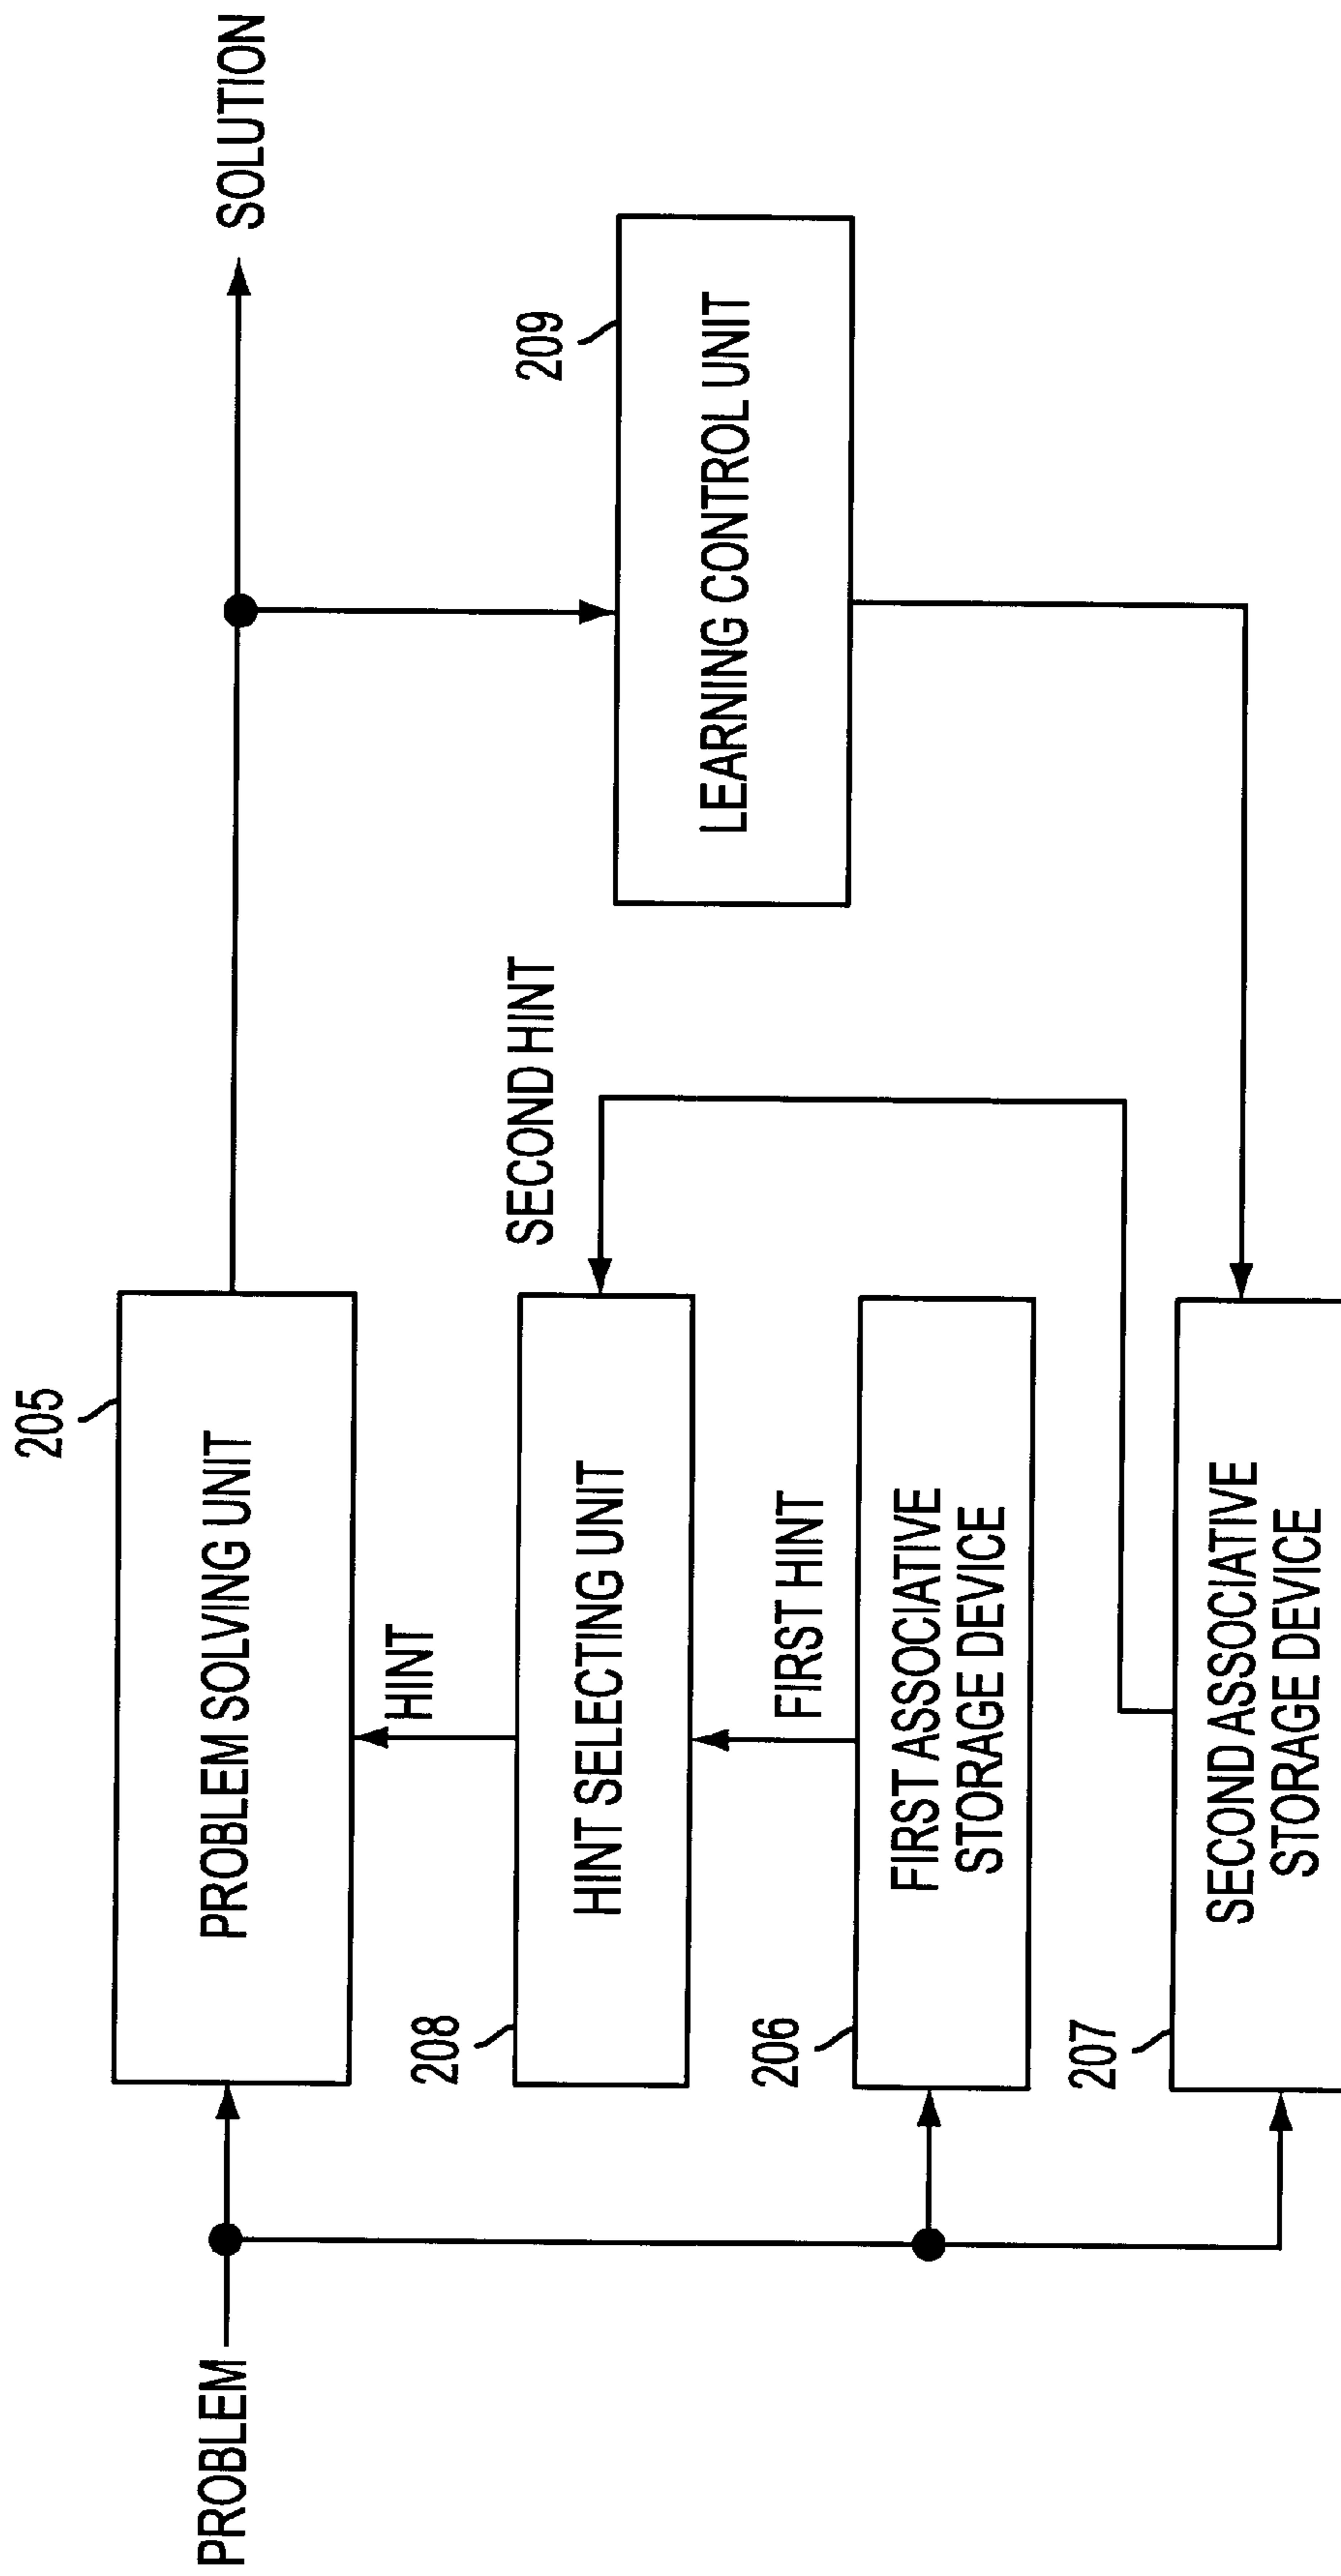 205
PROBLEM
PROBLEM SOLVING UNIT
SOLUTION
HINT
208
HINT SELECTING UNIT
SECOND HINT
209
LEARNING CONTROL UNIT
FIRST HINT
206
FIRST ASSOCIATIVE
STORAGE DEVICE
207
SECOND ASSOCIATIVE
STORAGE DEVICE